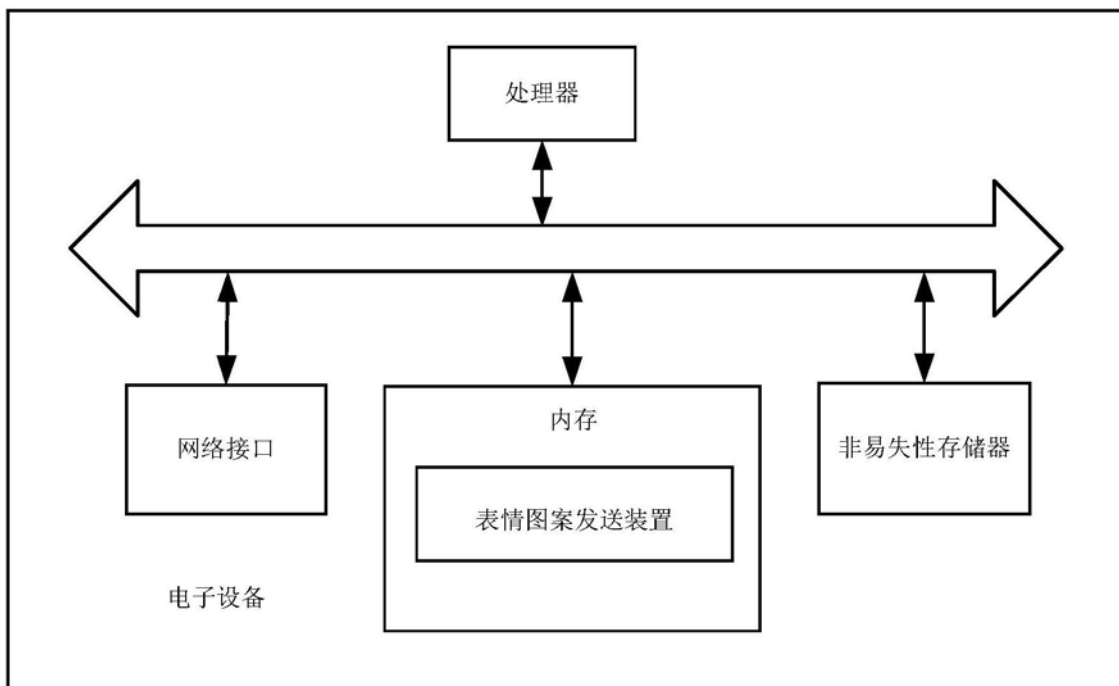 处理器
网络接口
内存
非易失性存储器
表情图案发送装置
电子设备